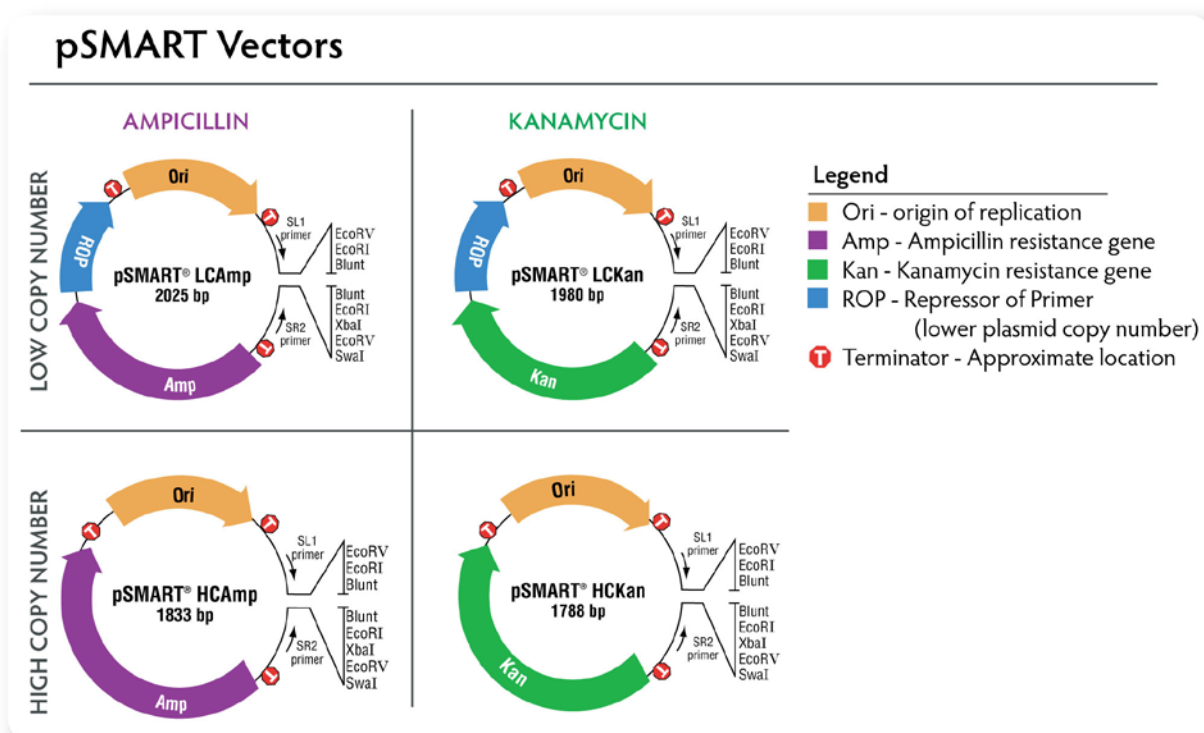 pSMART Vectors
AMPICILLIN
KANAMYCIN
LOW COPY NUMBER
Ori
T
T
ROP
SL1
primer
EcoRV
EcoRI
Blunt
pSMART® LCAmp
2025 bp
Blunt
EcoRI
XbaI
EcoRV
SwaI
SR2
primer
T
Amp
Ori
T
T
ROP
SL1
primer
EcoRV
EcoRI
Blunt
pSMART® LCKan
1980 bp
Blunt
EcoRI
XbaI
EcoRV
SwaI
SR2
primer
T
Kan
Legend
Ori - origin of replication
Amp - Ampicillin resistance gene
Kan - Kanamycin resistance gene
ROP - Repressor of Primer
(lower plasmid copy number)
T Terminator - Approximate location
HIGH COPY NUMBER
Ori
T
T
SL1
primer
EcoRV
EcoRI
Blunt
pSMART® HCAmp
1833 bp
Blunt
EcoRI
XbaI
EcoRV
SwaI
SR2
primer
T
Amp
Ori
T
T
SL1
primer
EcoRV
EcoRI
Blunt
pSMART® HCKan
1788 bp
Blunt
EcoRI
XbaI
EcoRV
SwaI
SR2
primer
T
Kan